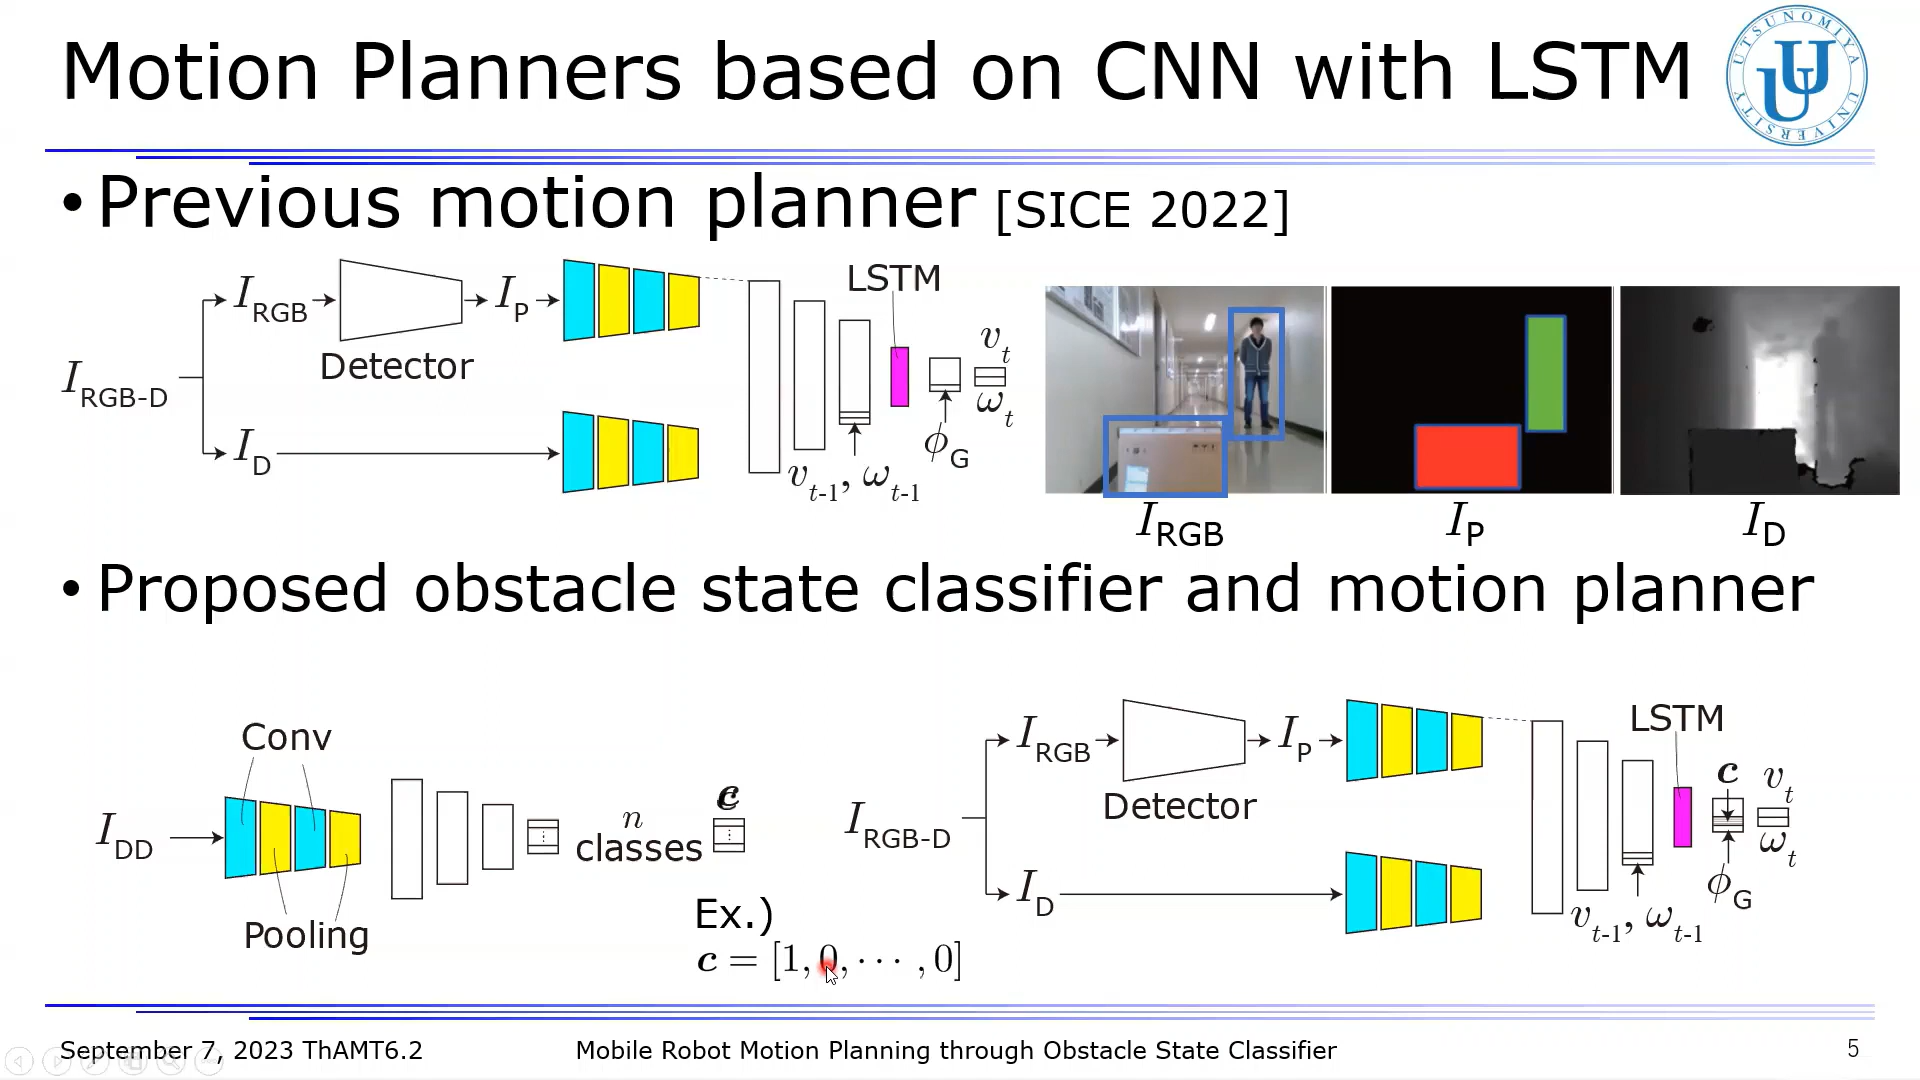 Motion Planners based on CNN with LSTM
UTSUNOMIYA UNIVERSITY
• Previous motion planner [SICE 2022]
I_RGB-D
I_RGB
Detector
I_P
I_D
LSTM
v_t-1, ω_t-1
ϕ_G
v_t
ω_t
I_RGB
I_P
I_D
• Proposed obstacle state classifier and motion planner
I_DD
Conv
Pooling
n
classes
c
Ex.)
c = [1, 0, ⋯ , 0]
I_RGB-D
I_RGB
Detector
I_P
I_D
LSTM
v_t-1, ω_t-1
c
ϕ_G
v_t
ω_t
September 7, 2023 ThAMT6.2
Mobile Robot Motion Planning through Obstacle State Classifier
5